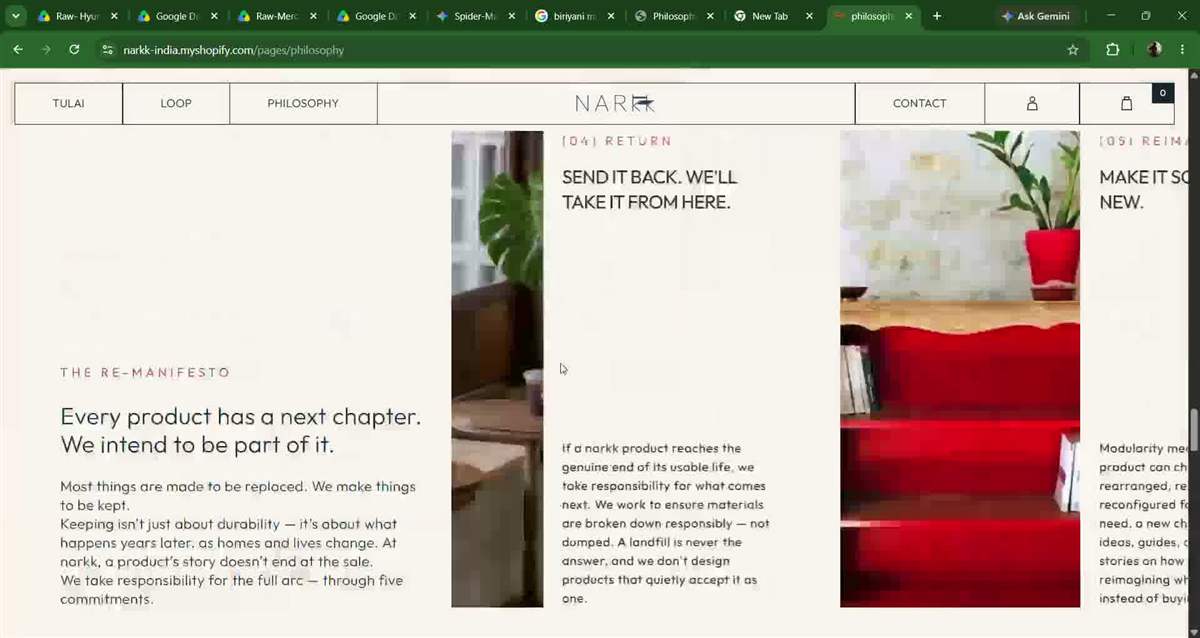 Raw- Hyu
Google D
Raw-Merc
Google D
Spider-M
biriyani m
Philosoph
New Tab
philosoph
Ask Gemini
narkk-india.myshopify.com/pages/philosophy
TULAI
LOOP
PHILOSOPHY
NARKK
CONTACT
0
THE RE-MANIFESTO
Every product has a next chapter.
We intend to be part of it.
Most things are made to be replaced. We make things
to be kept.
Keeping isn't just about durability — it's about what
happens years later, as homes and lives change. At
narkk, a product's story doesn't end at the sale.
We take responsibility for the full arc — through five
commitments.
(04) RETURN
SEND IT BACK. WE'LL
TAKE IT FROM HERE.
If a narkk product reaches the
genuine end of its usable life, we
take responsibility for what comes
next. We work to ensure materials
are broken down responsibly — not
dumped. A landfill is never the
answer, and we don't design
products that quietly accept it as
one.
(05) REIM
MAKE IT SO
NEW.
Modularity me
product can ch
rearranged, re
reconfigured fo
need, a new ch
ideas, guides,
stories on how
reimagining wh
instead of buyi